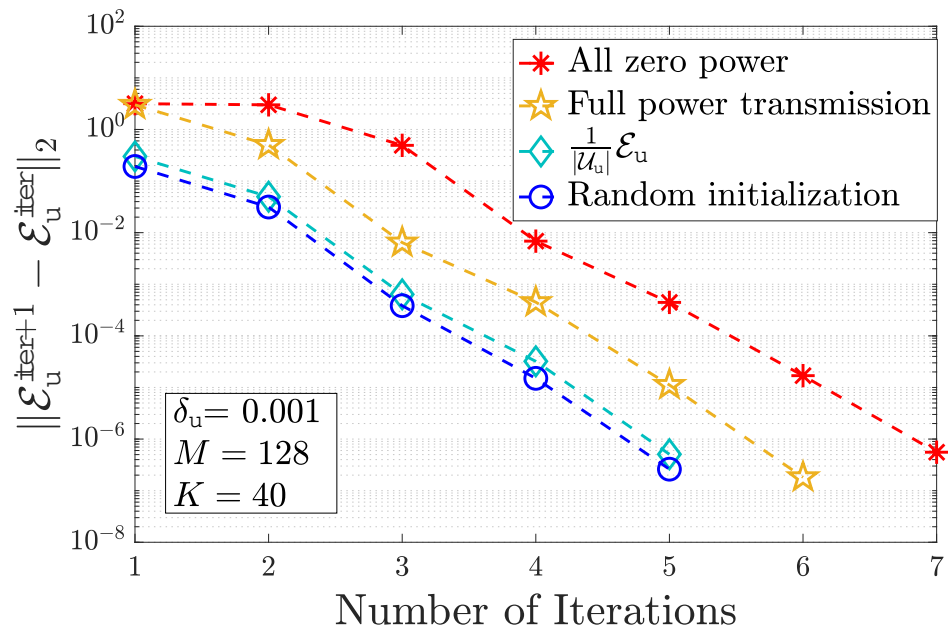 10^2
10^0
10^-2
10^-4
10^-6
10^-8
||ℰ_u^iter+1 − ℰ_u^iter||_2
All zero power
Full power transmission
1/|𝒰_u| ℰ_u
Random initialization
δ_u= 0.001
M = 128
K = 40
1 2 3 4 5 6 7
Number of Iterations